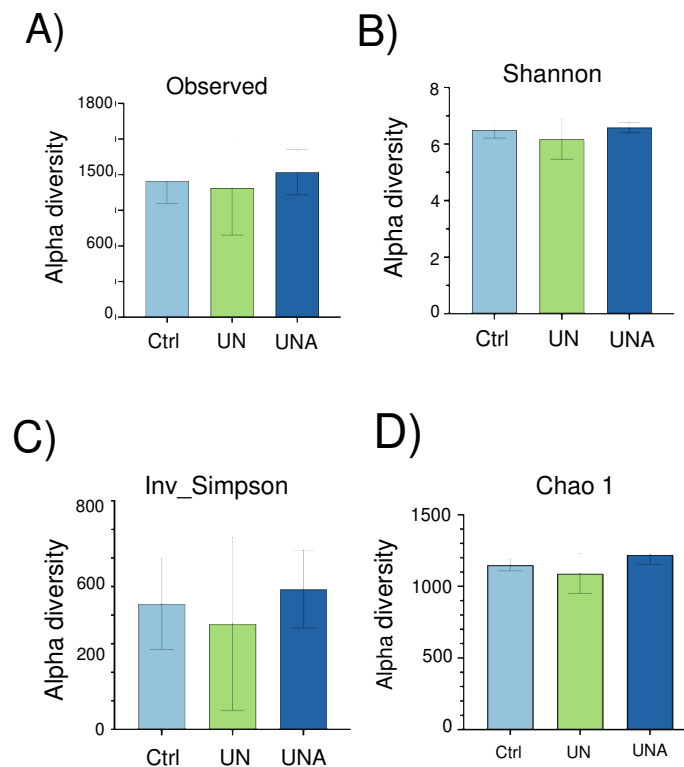 A)
Observed
Alpha diversity
1800
1500
600
0
Ctrl UN UNA
B)
Shannon
Alpha diversity
8
6
4
2
0
Ctrl UN UNA
C)
Inv_Simpson
Alpha diversity
800
600
200
0
Ctrl UN UNA
D)
Chao 1
Alpha diversity
1500
1000
500
0
Ctrl UN UNA